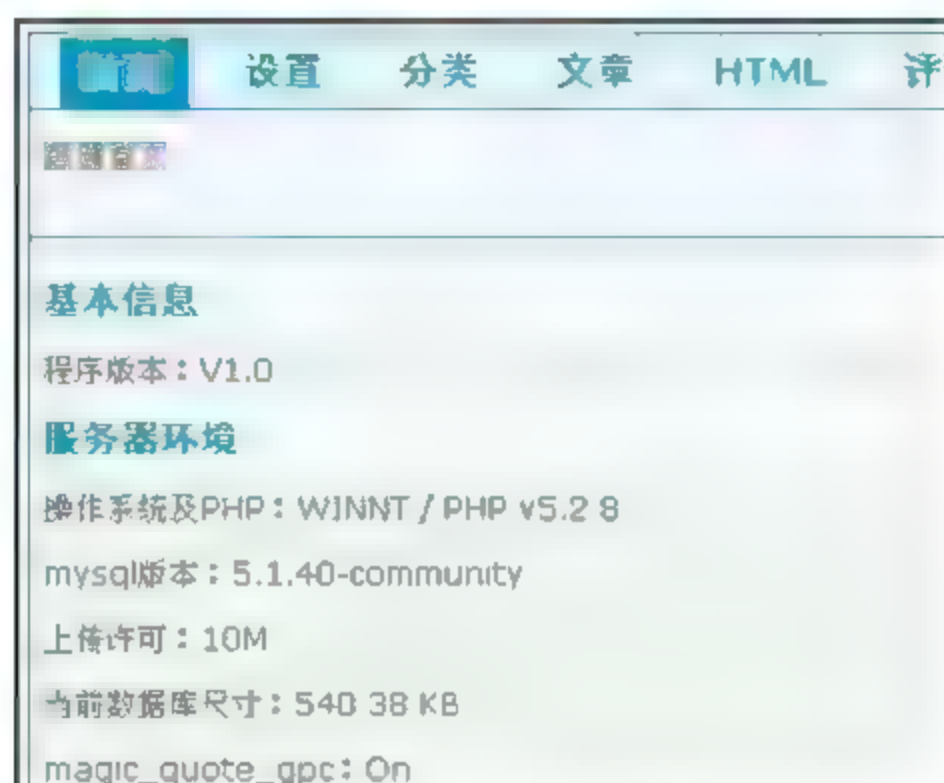 设置 分类 文章 HTML 评
基本信息
程序版本：V1.0
服务器环境
操作系统及PHP：WINNT / PHP v5.2.8
mysql版本：5.1.40-community
上传许可：10M
当前数据库尺寸：540.38 KB
magic_quote_gpc: On